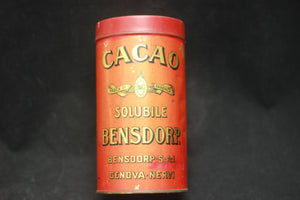 CACAO
SOLUBILE
BENSDORP
BENSDORP S.A.I.
GENOVA-NERVI